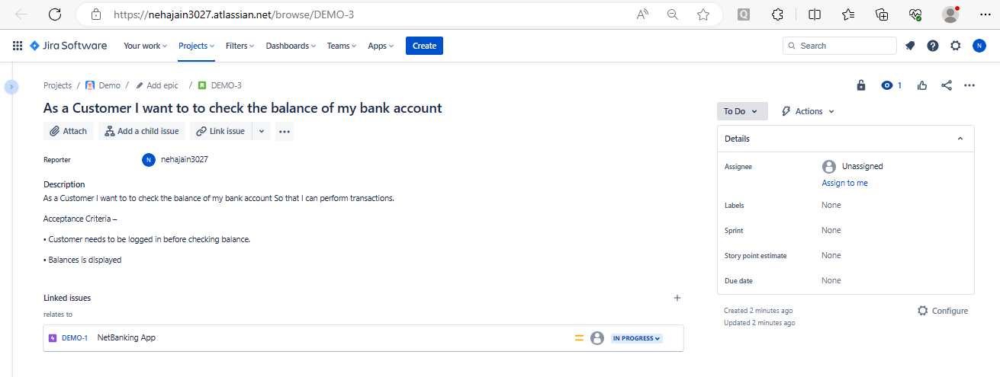 https://nehajain3027.atlassian.net/browse/DEMO-3
Jira Software Your work Projects Filters Dashboards Teams Apps Create Search N
Projects / Demo / Add epic / DEMO-3 1
As a Customer I want to to check the balance of my bank account
To Do Actions
Attach Add a child issue Link issue
Details
Reporter N nehajain3027
Assignee Unassigned
Assign to me
Description
As a Customer I want to to check the balance of my bank account So that I can perform transactions.
Labels None
Acceptance Criteria –
Sprint None
• Customer needs to be logged in before checking balance.
Story point estimate None
• Balances is displayed
Due date None
Linked issues
relates to
Created 2 minutes ago Configure
Updated 2 minutes ago
DEMO-1 NetBanking App IN PROGRESS